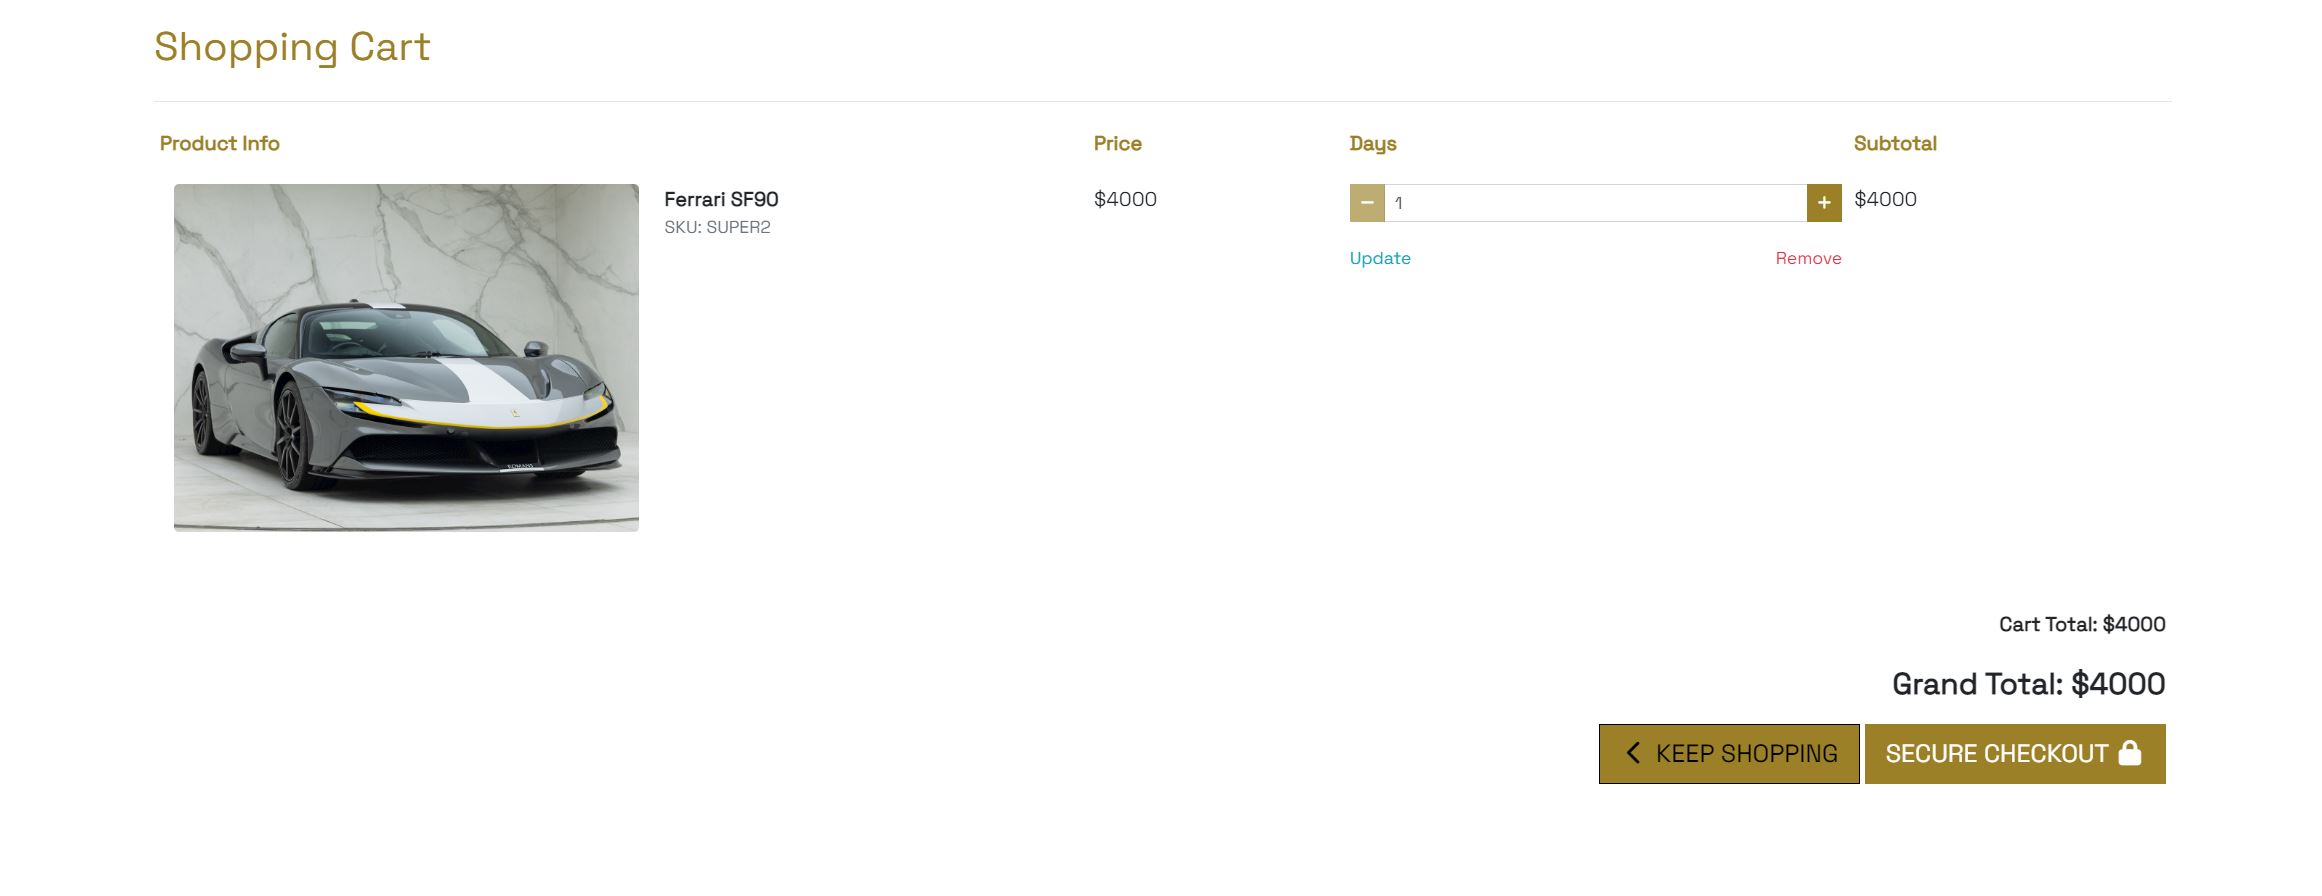 Shopping Cart
Product Info Price Days Subtotal
Ferrari SF90 $4000 − 1 + $4000
SKU: SUPER2
Update Remove
ROMANS
Cart Total: $4000
Grand Total: $4000
KEEP SHOPPING SECURE CHECKOUT